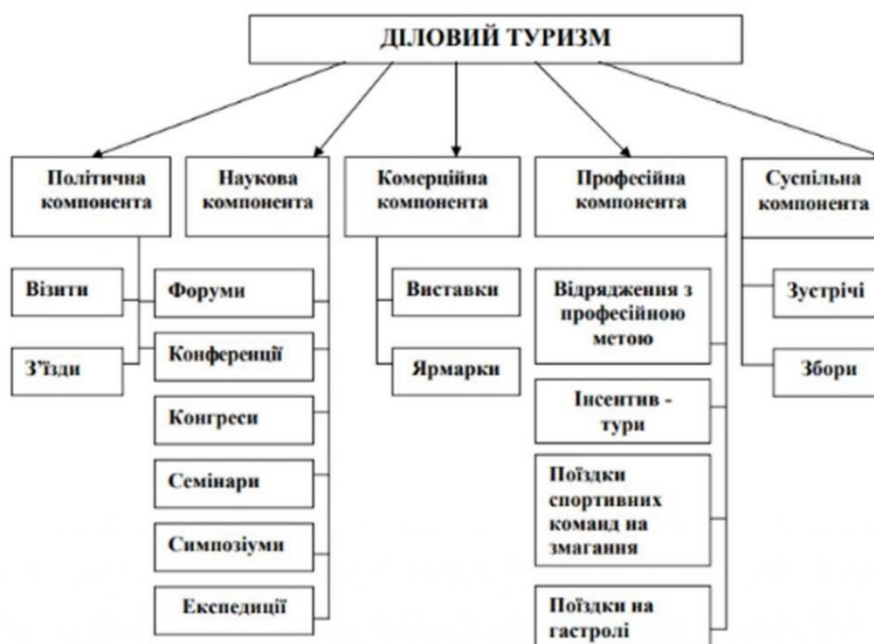 ДІЛОВИЙ ТУРИЗМ
Політична
компонента
Візити
З'їзди
Наукова
компонента
Форуми
Конференції
Конгреси
Семінари
Симпозіуми
Експедиції
Комерційна
компонента
Виставки
Ярмарки
Професійна
компонента
Відрядження з
професійною
метою
Інсентив -
тури
Поїздки
спортивних
команд на
змагання
Поїздки на
гастролі
Суспільна
компонента
Зустрічі
Збори